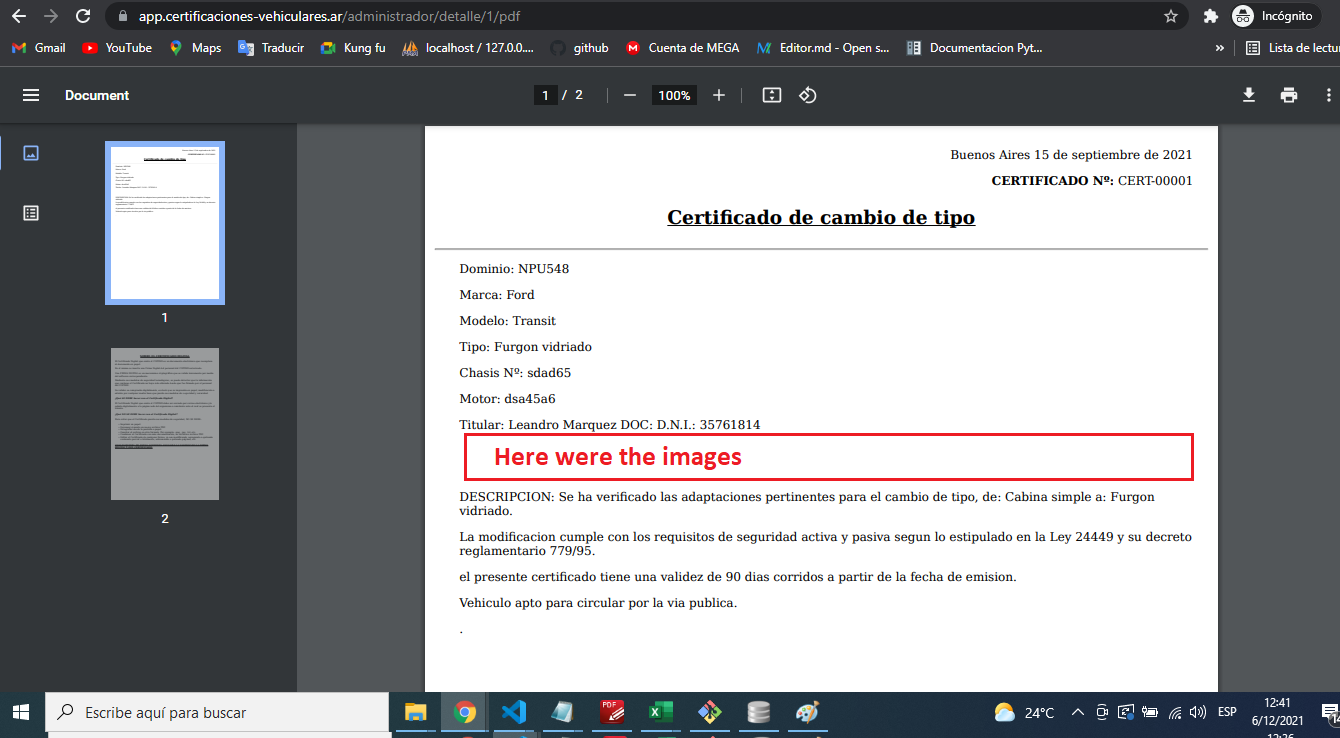 app.certificaciones-vehiculares.ar/administrador/detalle/1/pdf
Incógnito
Gmail
YouTube
Maps
Traducir
Kung fu
localhost / 127.0.0....
github
Cuenta de MEGA
Editor.md - Open s...
Documentacion Pyt...
»
Lista de lectu
Document
1 / 2
100%
1
2
Buenos Aires 15 de septiembre de 2021
CERTIFICADO Nº: CERT-00001
Certificado de cambio de tipo
Dominio: NPU548
Marca: Ford
Modelo: Transit
Tipo: Furgon vidriado
Chasis Nº: sdad65
Motor: dsa45a6
Titular: Leandro Marquez DOC: D.N.I.: 35761814
Here were the images
DESCRIPCION: Se ha verificado las adaptaciones pertinentes para el cambio de tipo, de: Cabina simple a: Furgon
vidriado.
La modificacion cumple con los requisitos de seguridad activa y pasiva segun lo estipulado en la Ley 24449 y su decreto
reglamentario 779/95.
el presente certificado tiene una validez de 90 dias corridos a partir de la fecha de emision.
Vehiculo apto para circular por la via publica.
.
Escribe aquí para buscar
PDF
24°C
ESP
12:41
6/12/2021